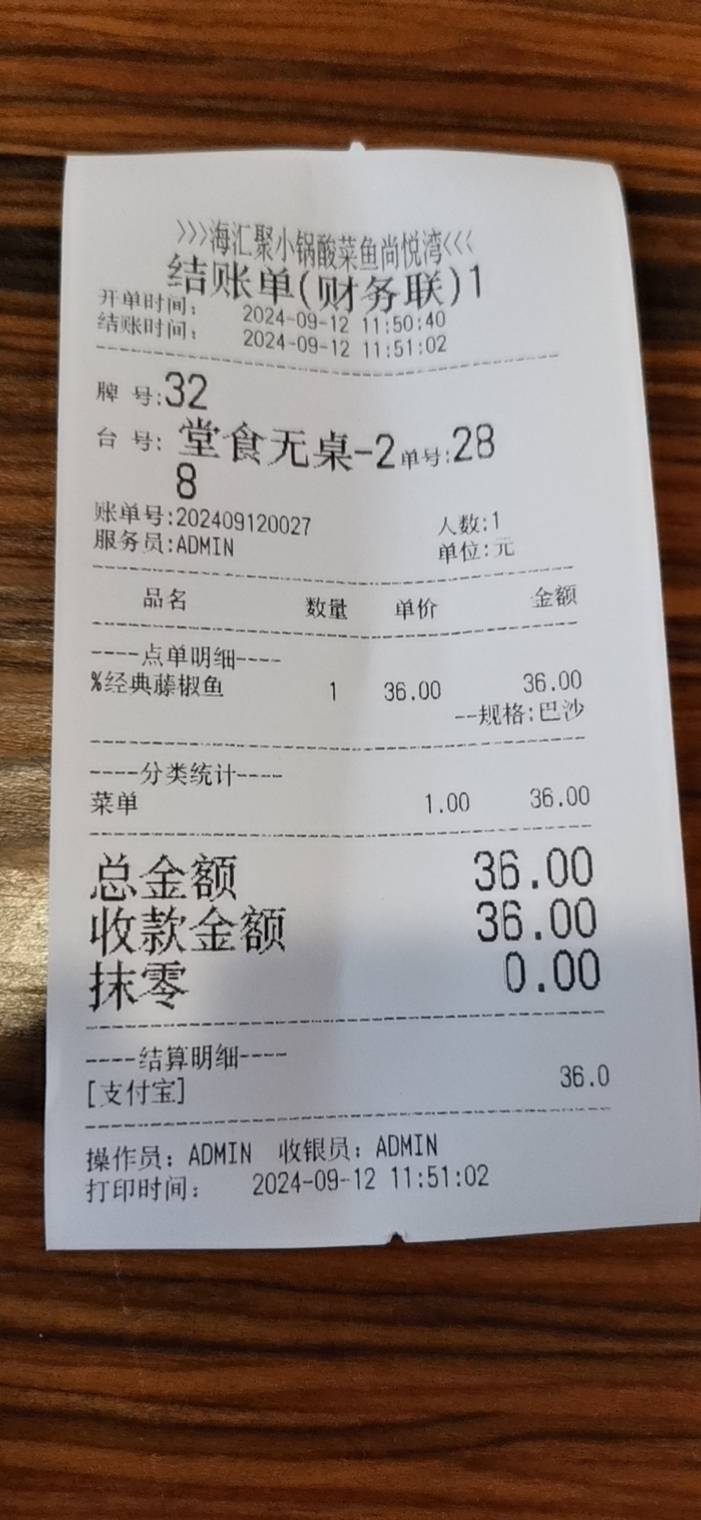 >>>海汇聚小锅酸菜鱼尚悦湾<<<
结账单(财务联)1
开单时间: 2024-09-12 11:50:40
结账时间: 2024-09-12 11:51:02
牌 号:32
台 号: 堂食无桌-2 单号:28
8
账单号:202409120027 人数:1
服务员:ADMIN 单位:元
品名 数量 单价 金额
----点单明细----
%经典藤椒鱼 1 36.00 36.00
--规格:巴沙
----分类统计----
菜单 1.00 36.00
总金额 36.00
收款金额 36.00
抹零 0.00
----结算明细----
[支付宝] 36.0
操作员: ADMIN 收银员: ADMIN
打印时间: 2024-09-12 11:51:02